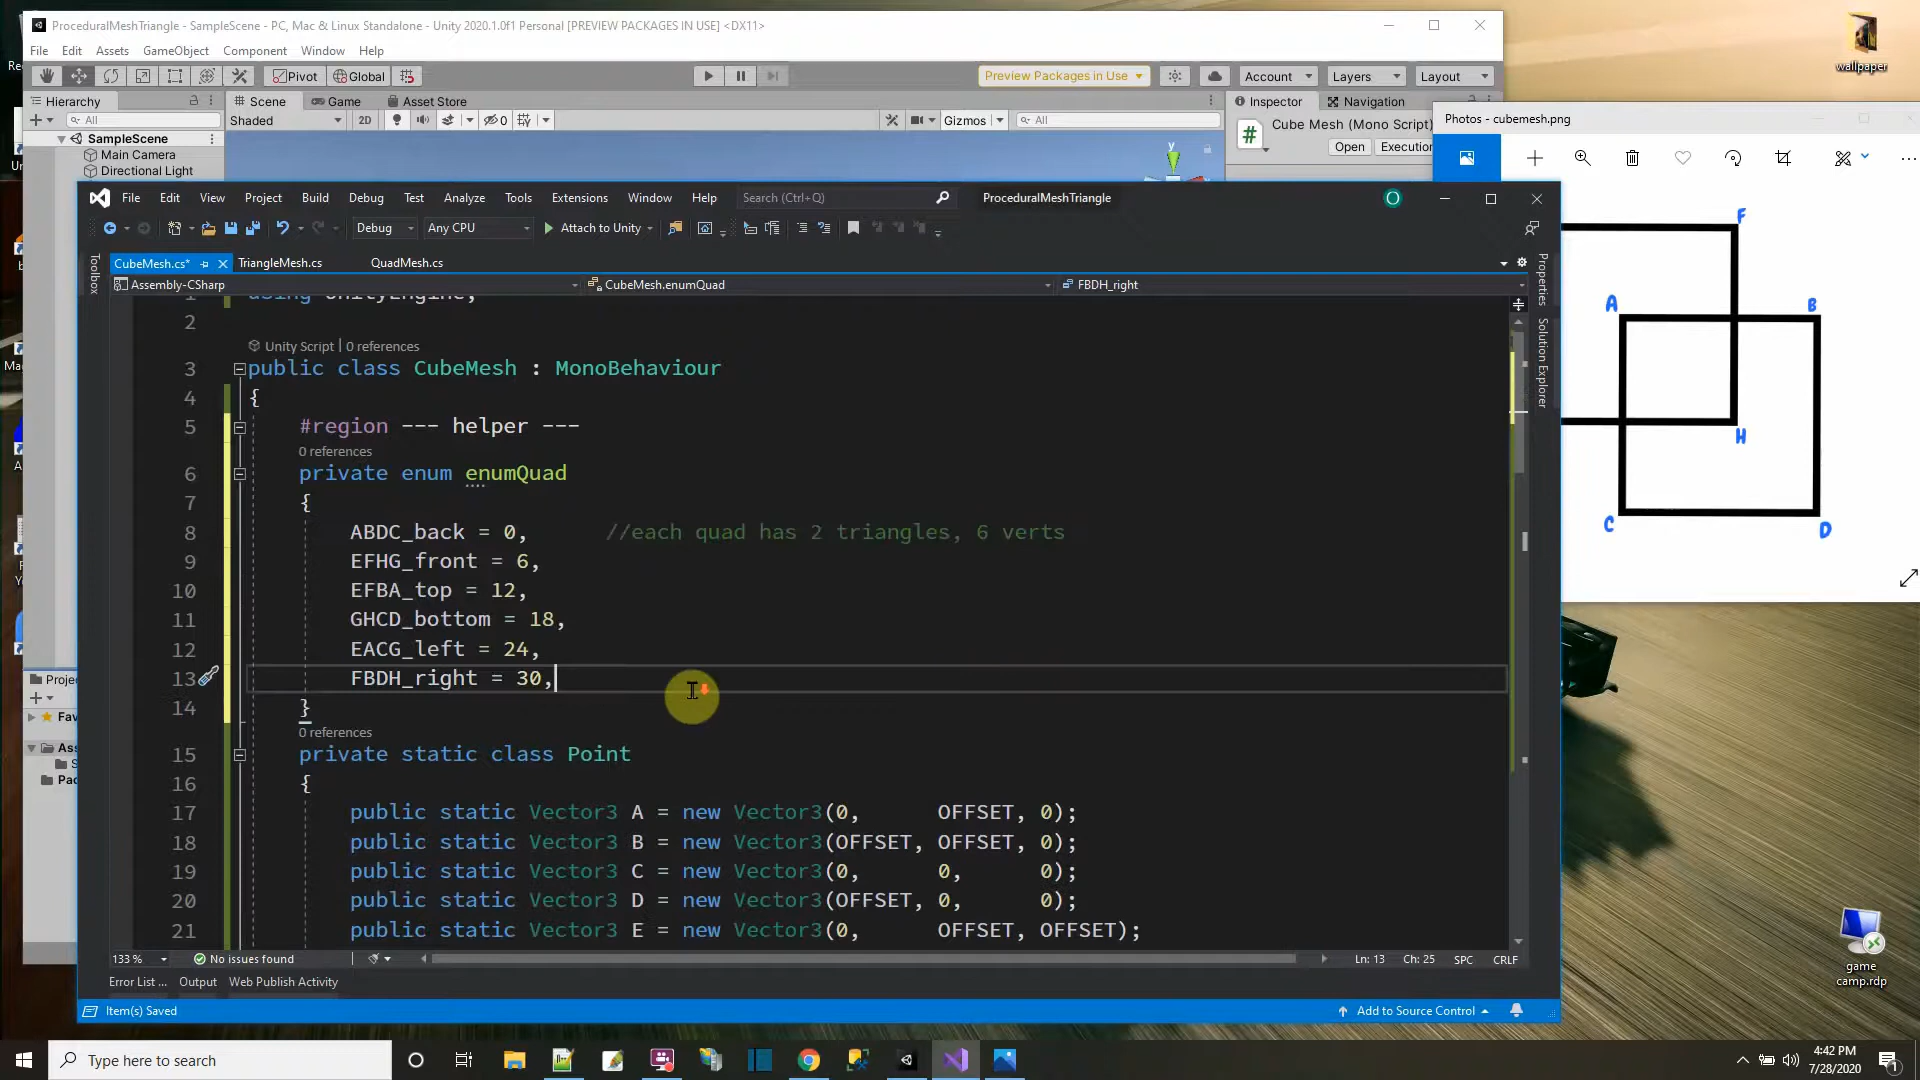 ProceduralMeshTriangle - SampleScene - PC, Mac & Linux Standalone - Unity 2020.1.0f1 Personal [PREVIEW PACKAGES IN USE] <DX11>
File Edit Assets GameObject Component Window Help
Pivot Global Preview Packages in Use Account Layers Layout
Hierarchy Scene Game Asset Store Inspector Navigation
All Shaded 2D 0 Gizmos All
SampleScene
Main Camera
Directional Light
y
Cube Mesh (Mono Script)
Open
wallpaper
Photos - cubemesh.png
File Edit View Project Build Debug Test Analyze Tools Extensions Window Help Search (Ctrl+Q) ProceduralMeshTriangle
Debug Any CPU Attach to Unity
CubeMesh.cs* TriangleMesh.cs QuadMesh.cs
Assembly-CSharp CubeMesh.enumQuad FBDH_right
Toolbox
Properties
Solution Explorer
1 using UnityEngine;
2
Unity Script | 0 references
3 public class CubeMesh : MonoBehaviour
4 {
5 #region --- helper ---
0 references
6 private enum enumQuad
7 {
8 ABDC_back = 0, //each quad has 2 triangles, 6 verts
9 EFHG_front = 6,
10 EFBA_top = 12,
11 GHCD_bottom = 18,
12 EACG_left = 24,
13 FBDH_right = 30,
14 }
0 references
15 private static class Point
16 {
17 public static Vector3 A = new Vector3(0, OFFSET, 0);
18 public static Vector3 B = new Vector3(OFFSET, OFFSET, 0);
19 public static Vector3 C = new Vector3(0, 0, 0);
20 public static Vector3 D = new Vector3(OFFSET, 0, 0);
21 public static Vector3 E = new Vector3(0, OFFSET, OFFSET);
133 % No issues found Ln: 13 Ch: 25 SPC CRLF
Error List ... Output Web Publish Activity
Item(s) Saved Add to Source Control
F
A
B
H
C
D
game
camp.rdp
Type here to search
4:42 PM
7/28/2020
1